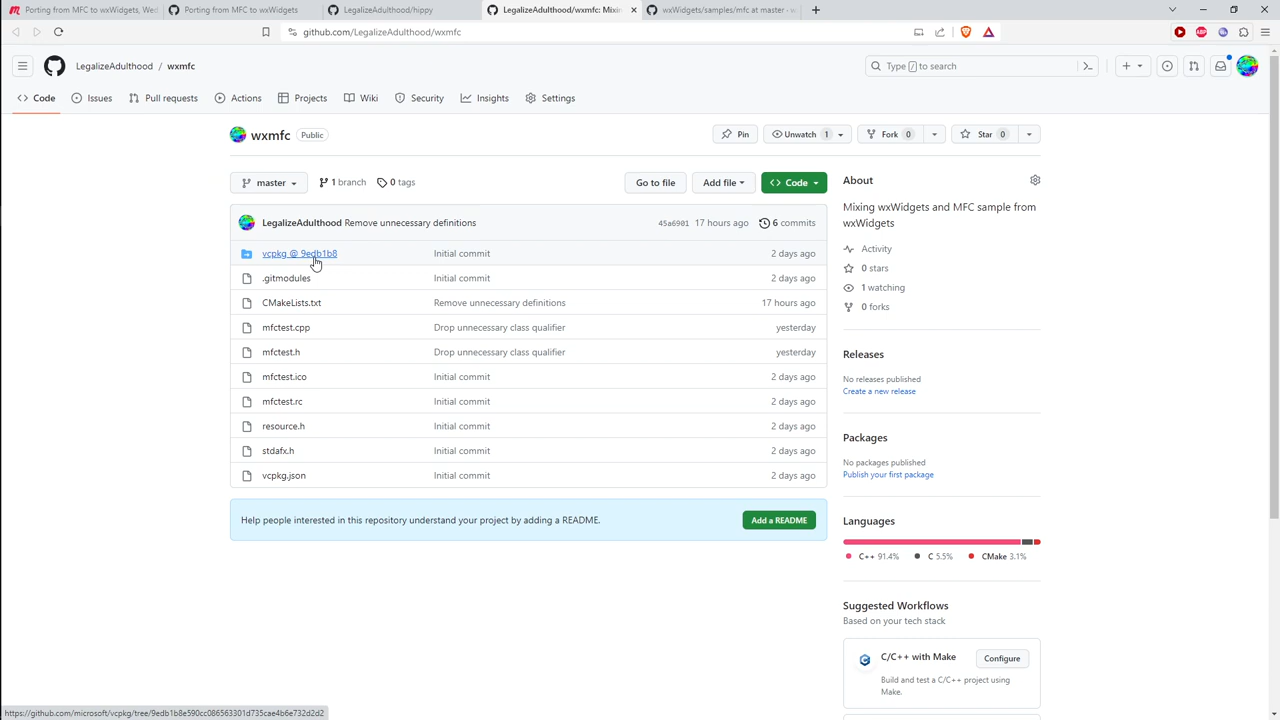 Porting from MFC to wxWidgets, Wed
Porting from MFC to wxWidgets
LegalizeAdulthood/hippy
LegalizeAdulthood/wxmfc: Mixin
wxWidgets/samples/mfc at master · w
github.com/LegalizeAdulthood/wxmfc
LegalizeAdulthood / wxmfc
Type / to search
Code
Issues
Pull requests
Actions
Projects
Wiki
Security
Insights
Settings
wxmfc Public
Pin
Unwatch 1
Fork 0
Star 0
master
1 branch
0 tags
Go to file
Add file
Code
LegalizeAdulthood Remove unnecessary definitions 45a6901 17 hours ago 6 commits
vcpkg @ 9edb1b8 Initial commit 2 days ago
.gitmodules Initial commit 2 days ago
CMakeLists.txt Remove unnecessary definitions 17 hours ago
mfctest.cpp Drop unnecessary class qualifier yesterday
mfctest.h Drop unnecessary class qualifier yesterday
mfctest.ico Initial commit 2 days ago
mfctest.rc Initial commit 2 days ago
resource.h Initial commit 2 days ago
stdafx.h Initial commit 2 days ago
vcpkg.json Initial commit 2 days ago
Help people interested in this repository understand your project by adding a README.
Add a README
About
Mixing wxWidgets and MFC sample from
wxWidgets
Activity
0 stars
1 watching
0 forks
Releases
No releases published
Create a new release
Packages
No packages published
Publish your first package
Languages
C++ 91.4% C 5.5% CMake 3.1%
Suggested Workflows
Based on your tech stack
C/C++ with Make
Configure
Build and test a C/C++ project using
Make.
https://github.com/microsoft/vcpkg/tree/9edb1b8e590cc086563301d735cae4b6e732d2d2